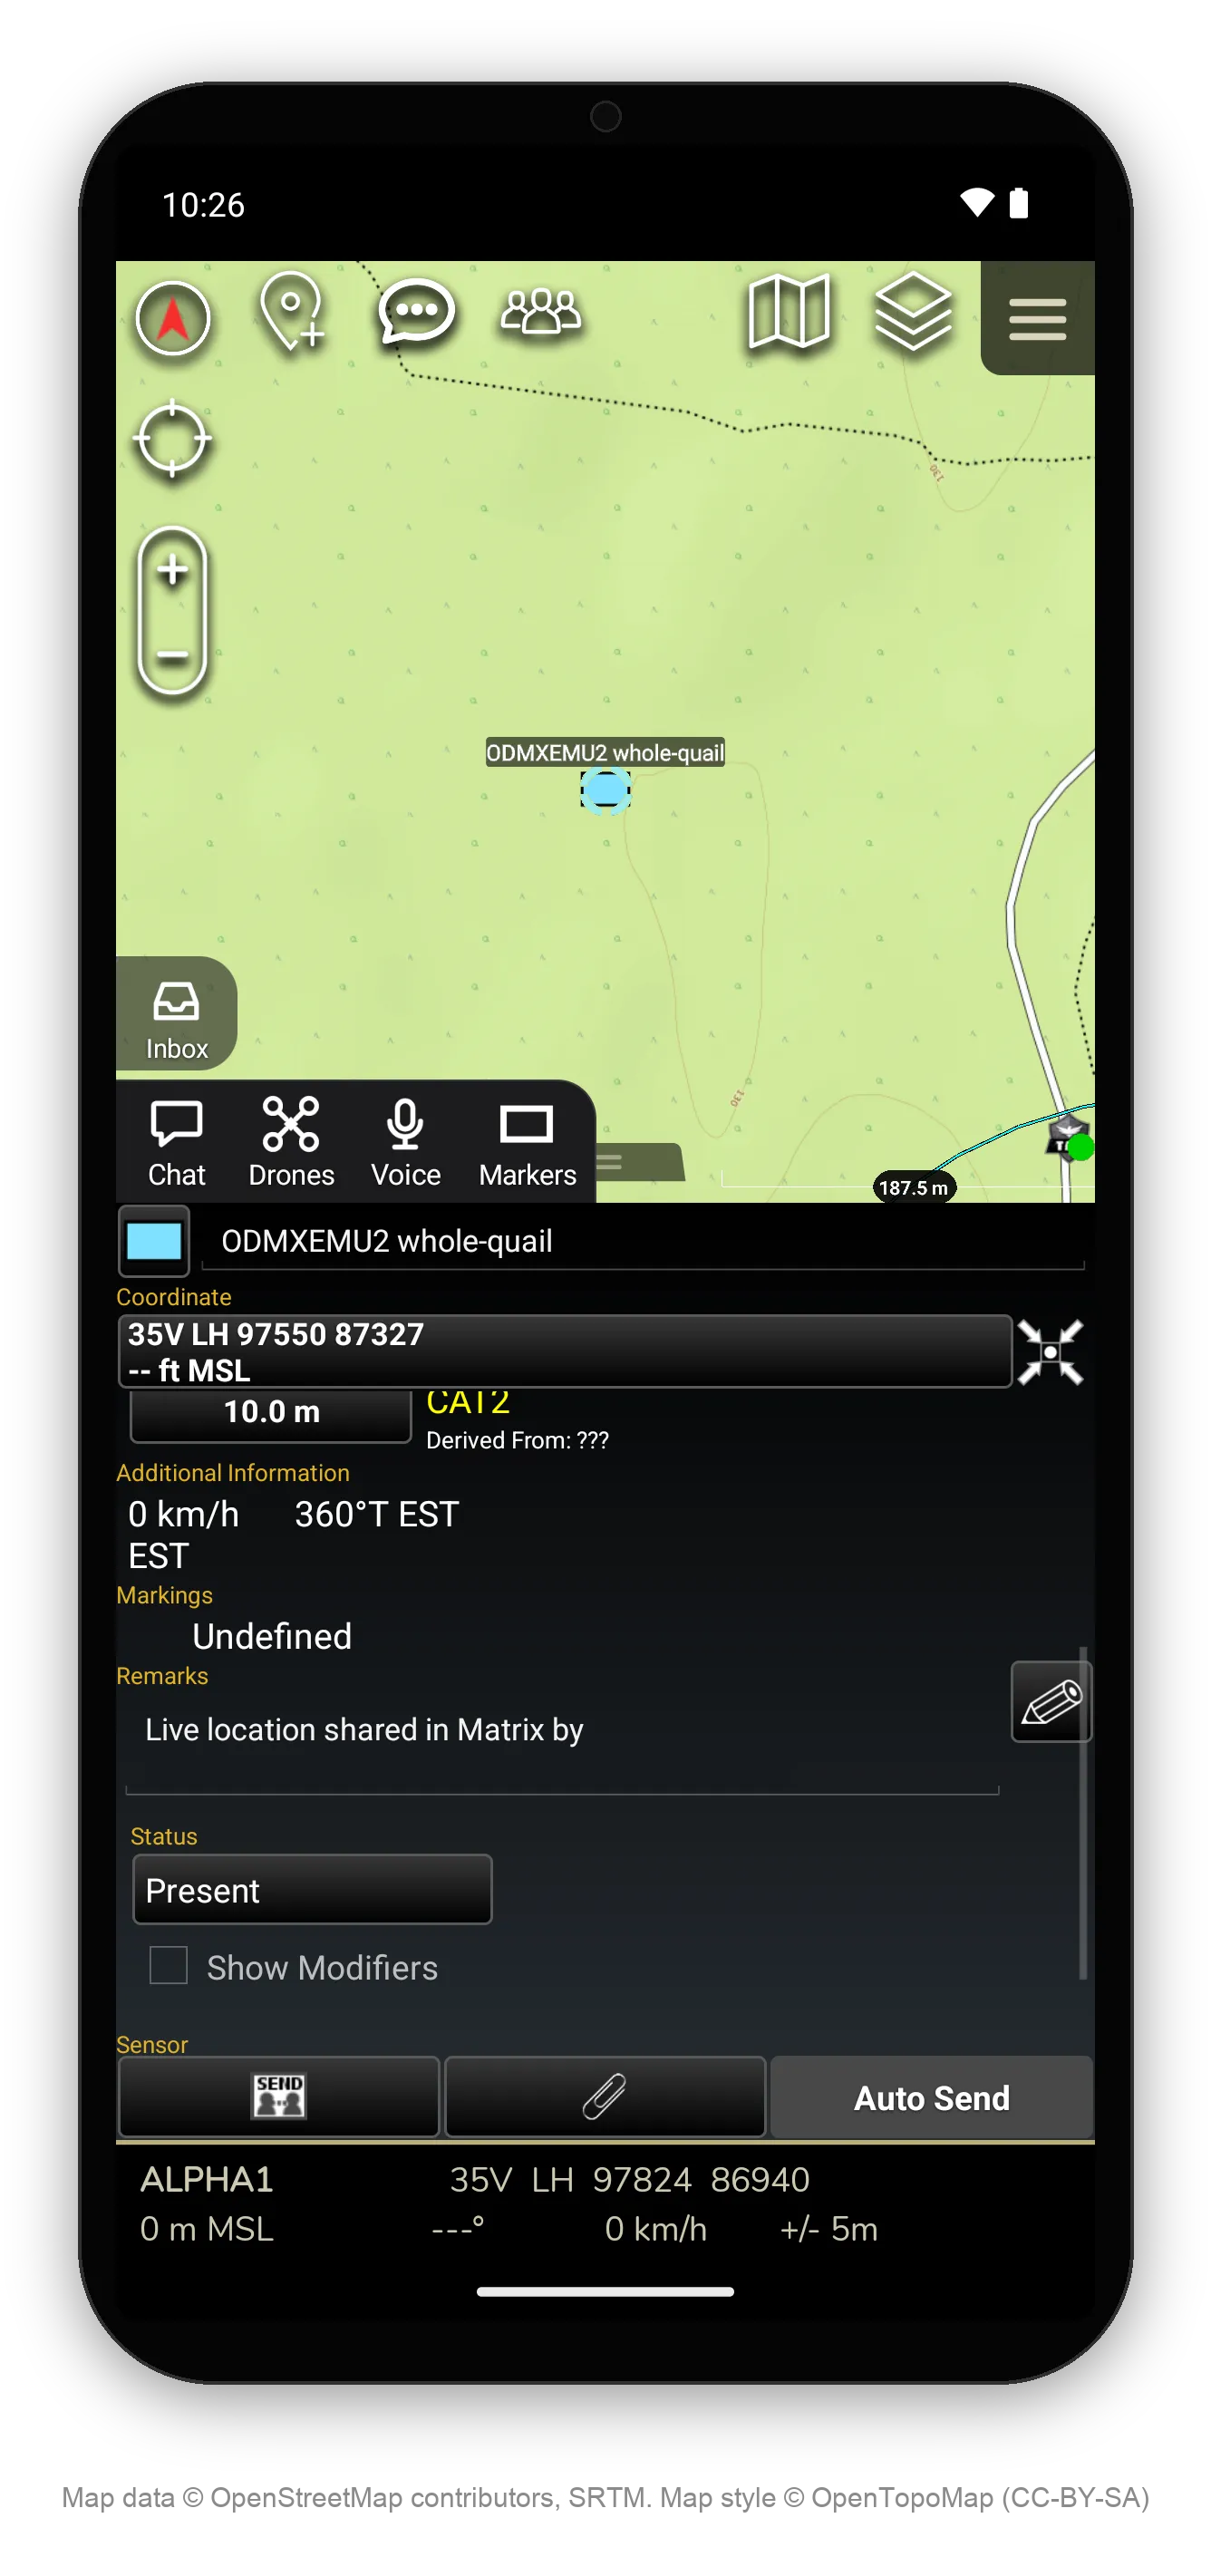 10:26
130
ODMXEMU2 whole-quail
Inbox
130
Chat Drones Voice Markers
187.5 m
ODMXEMU2 whole-quail
Coordinate
35V LH 97550 87327
-- ft MSL
10.0 m CAT2
Derived From: ???
Additional Information
0 km/h 360°T EST
EST
Markings
Undefined
Remarks
Live location shared in Matrix by
Status
Present
Show Modifiers
Sensor
SEND Auto Send
ALPHA1 35V LH 97824 86940
0 m MSL ---° 0 km/h +/- 5m
Map data © OpenStreetMap contributors, SRTM. Map style © OpenTopoMap (CC-BY-SA)